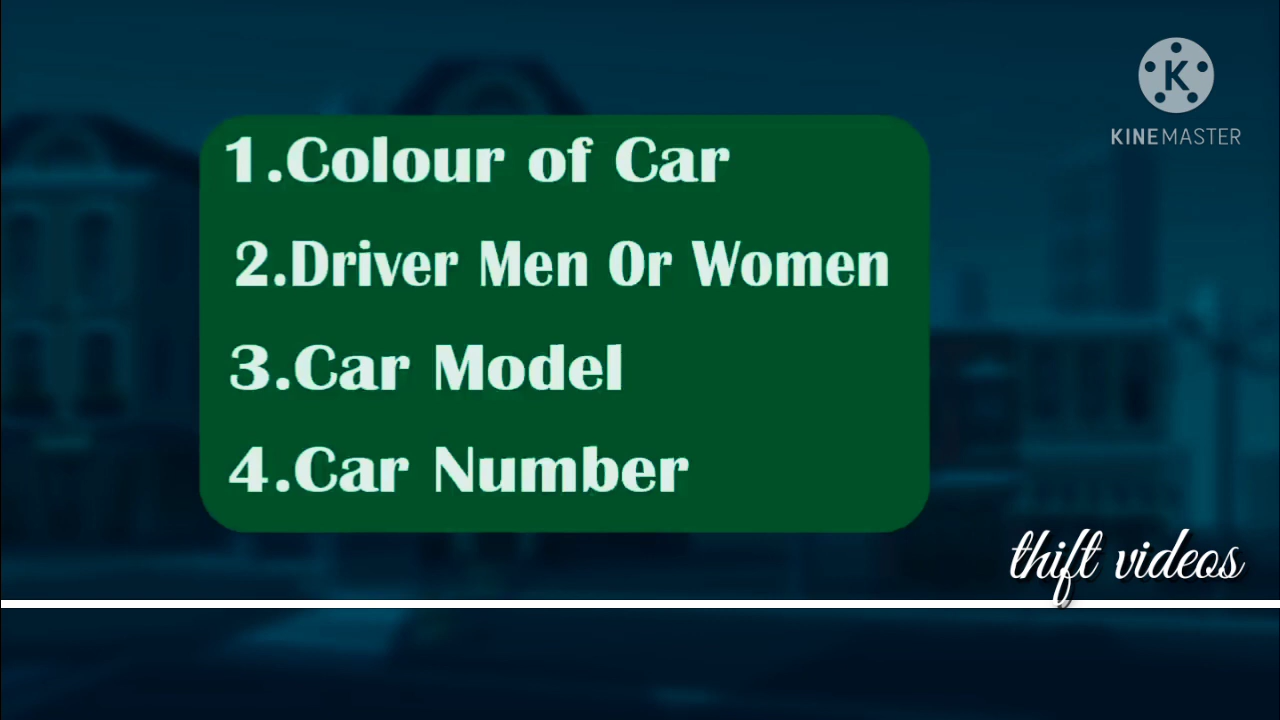 KINEMASTER
1.Colour of Car
2.Driver Men Or Women
3.Car Model
4.Car Number
thift videos